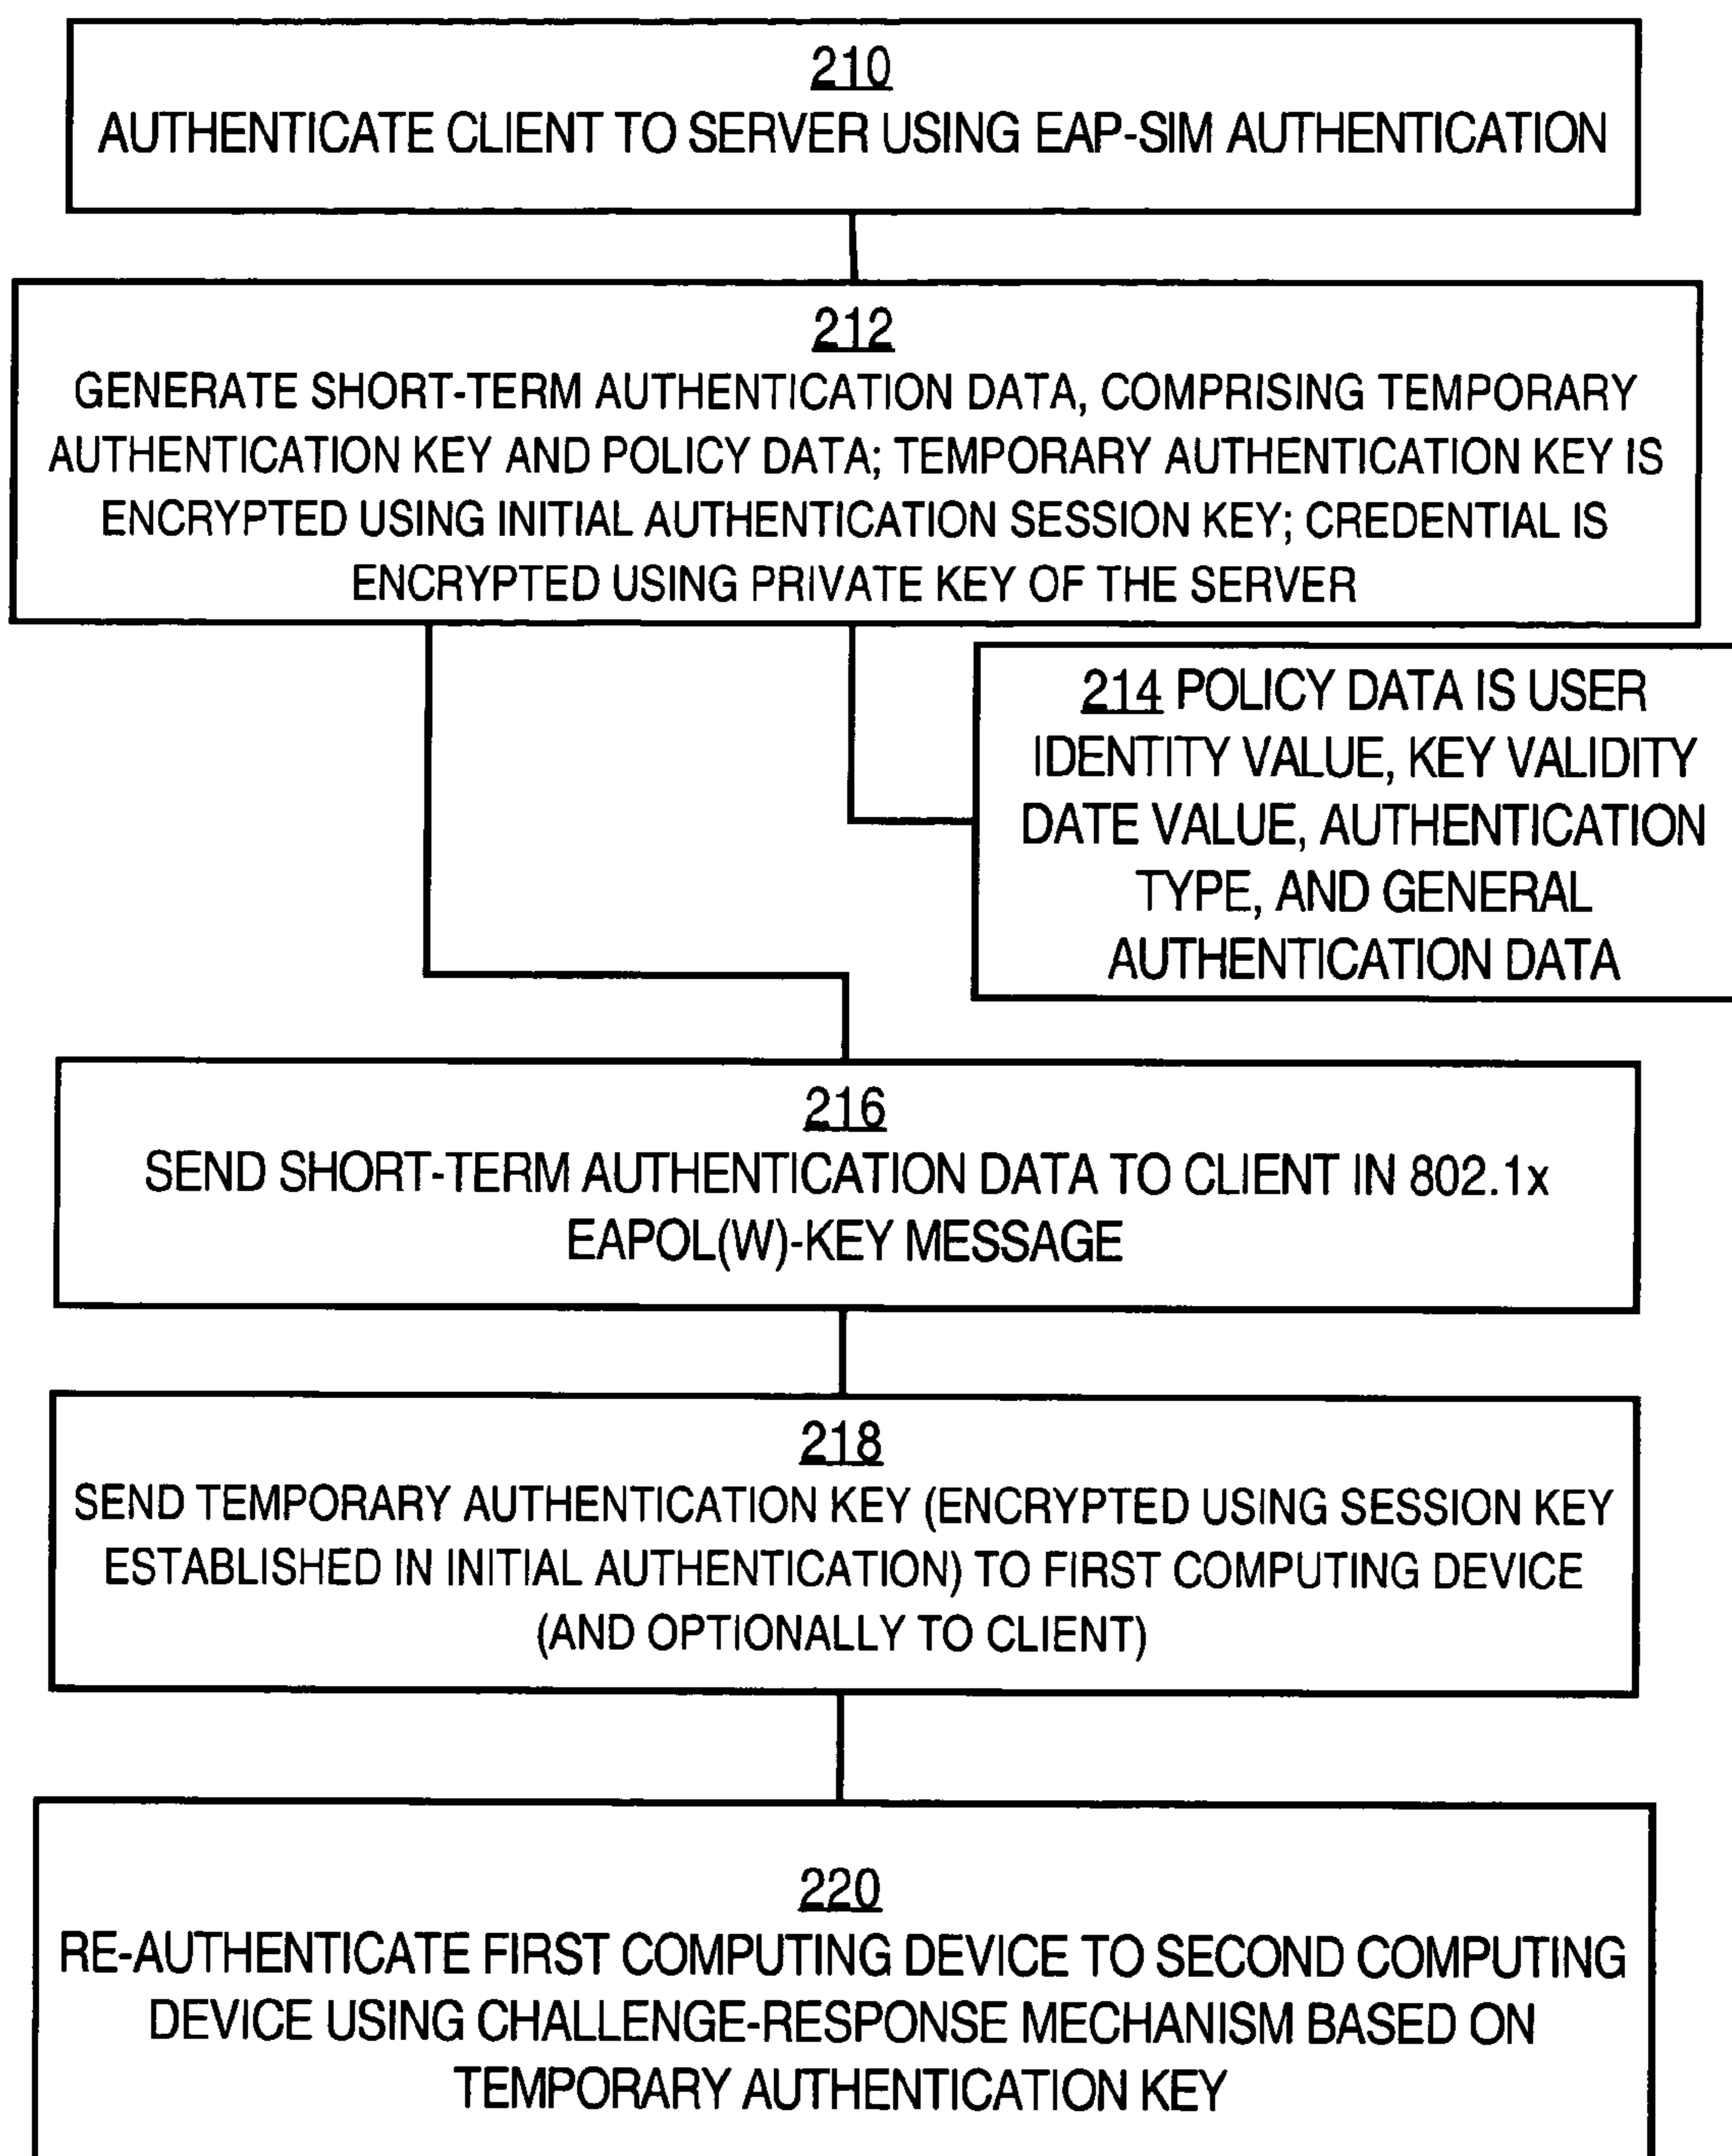 210
AUTHENTICATE CLIENT TO SERVER USING EAP-SIM AUTHENTICATION
212
GENERATE SHORT-TERM AUTHENTICATION DATA, COMPRISING TEMPORARY
AUTHENTICATION KEY AND POLICY DATA; TEMPORARY AUTHENTICATION KEY IS
ENCRYPTED USING INITIAL AUTHENTICATION SESSION KEY; CREDENTIAL IS
ENCRYPTED USING PRIVATE KEY OF THE SERVER
214 POLICY DATA IS USER
IDENTITY VALUE, KEY VALIDITY
DATE VALUE, AUTHENTICATION
TYPE, AND GENERAL
AUTHENTICATION DATA
216
SEND SHORT-TERM AUTHENTICATION DATA TO CLIENT IN 802.1x
EAPOL(W)-KEY MESSAGE
218
SEND TEMPORARY AUTHENTICATION KEY (ENCRYPTED USING SESSION KEY
ESTABLISHED IN INITIAL AUTHENTICATION) TO FIRST COMPUTING DEVICE
(AND OPTIONALLY TO CLIENT)
220
RE-AUTHENTICATE FIRST COMPUTING DEVICE TO SECOND COMPUTING
DEVICE USING CHALLENGE-RESPONSE MECHANISM BASED ON
TEMPORARY AUTHENTICATION KEY